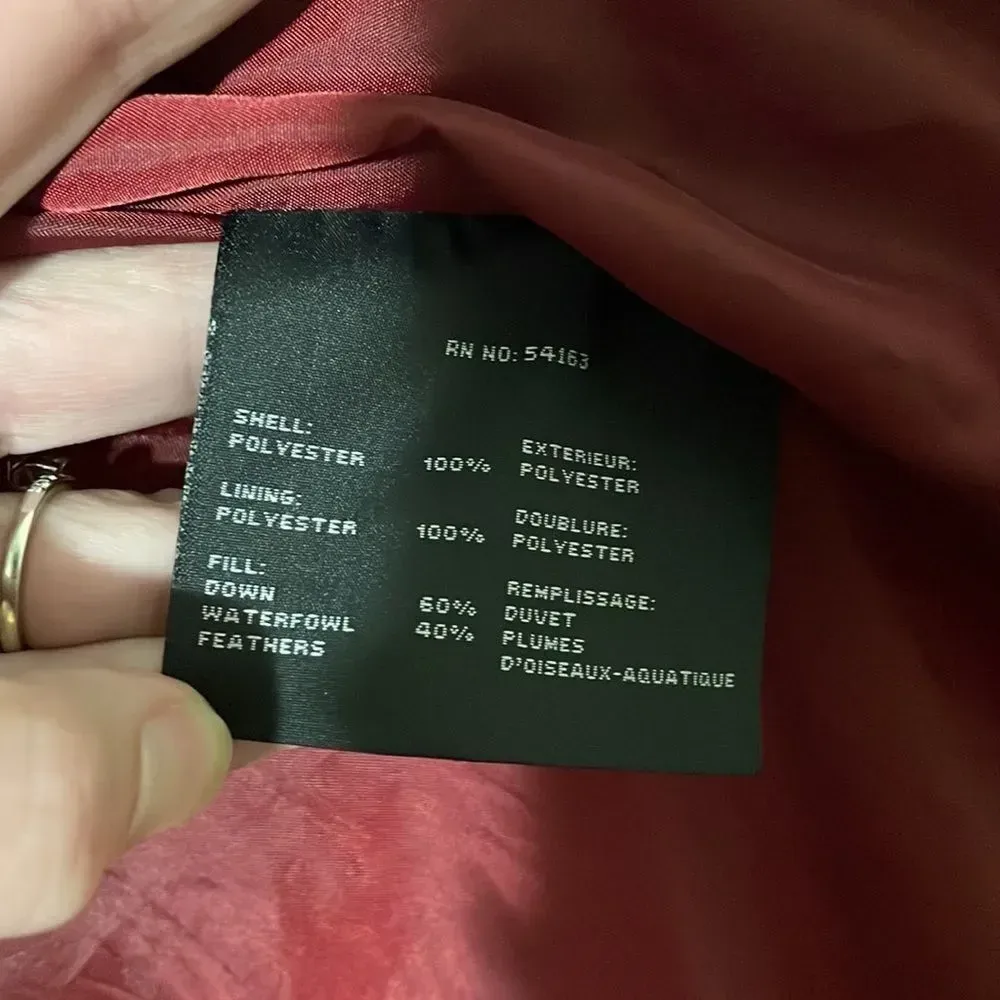 RN NO: 54163
SHELL:
POLYESTER 100%
LINING:
POLYESTER 100%
FILL:
DOWN 60%
WATERFOWL 40%
FEATHERS
EXTERIEUR:
POLYESTER
DOUBLURE:
POLYESTER
REMPLISSAGE:
DUVET
PLUMES
D'OISEAUX-AQUATIQUE